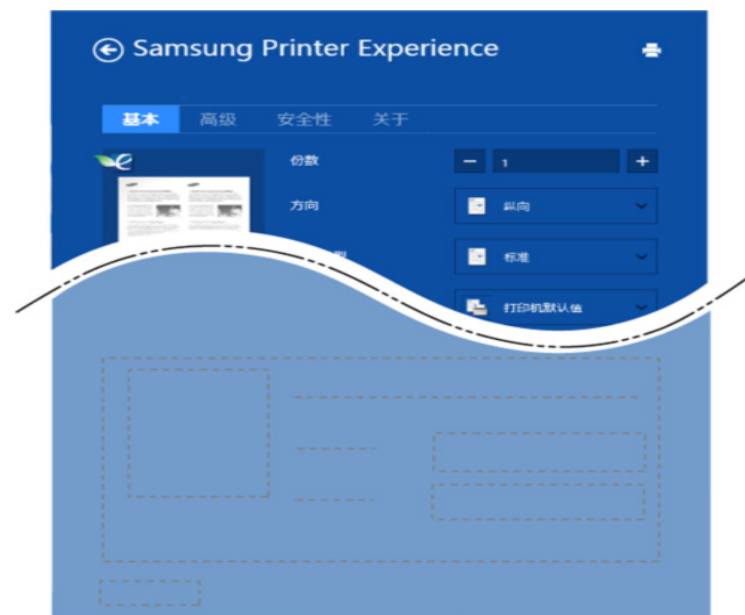 Samsung Printer Experience
基本 高级 安全性 关于
份数 1
方向 纵向
型 标准
打印机默认值